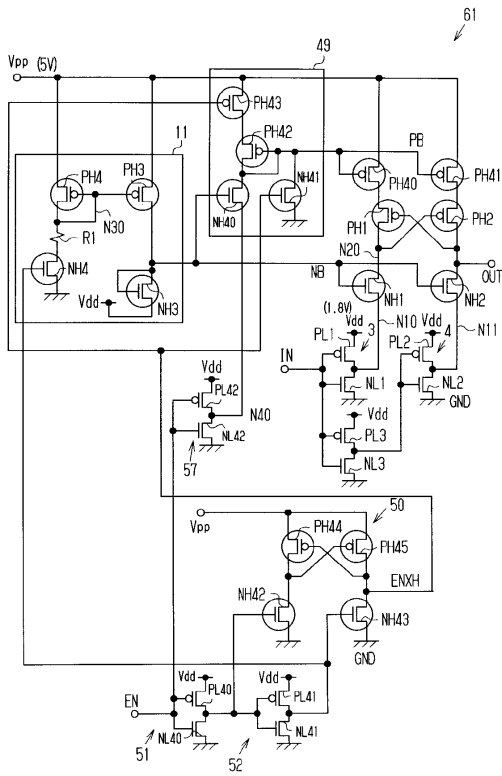 61
49
Vpp (5V)
PH43
11
PH42
PB
PH4
PH3
PH40
PH41
NH41
NH40
PH1
PH2
N30
R1
N20
NH4
NB
OUT
Vdd
NH3
NH1
NH2
(1.8V)
Vdd
3
N10
Vdd
4
N11
PL1
PL2
IN
Vdd
PL42
NL1
NL2
GND
N40
Vdd
NL42
PL3
57
NL3
Vpp
50
PH44
PH45
ENXH
NH42
NH43
GND
Vdd
PL40
Vdd
PL41
EN
NL40
NL41
51
52